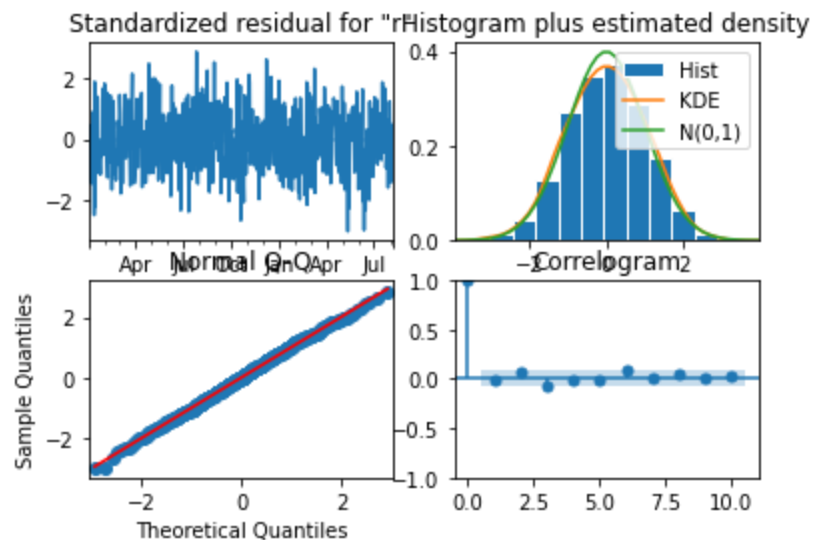 Standardized residual for "r"
Histogram plus estimated density
2
0
−2
Apr Jul Oct Jan Apr Jul
0.4
0.2
0.0
Hist
KDE
N(0,1)
−2 0 2
Normal Q-Q
Sample Quantiles
2
0
−2
−2 0 2
Theoretical Quantiles
Correlogram
1.0
0.5
0.0
−0.5
−1.0
0.0 2.5 5.0 7.5 10.0